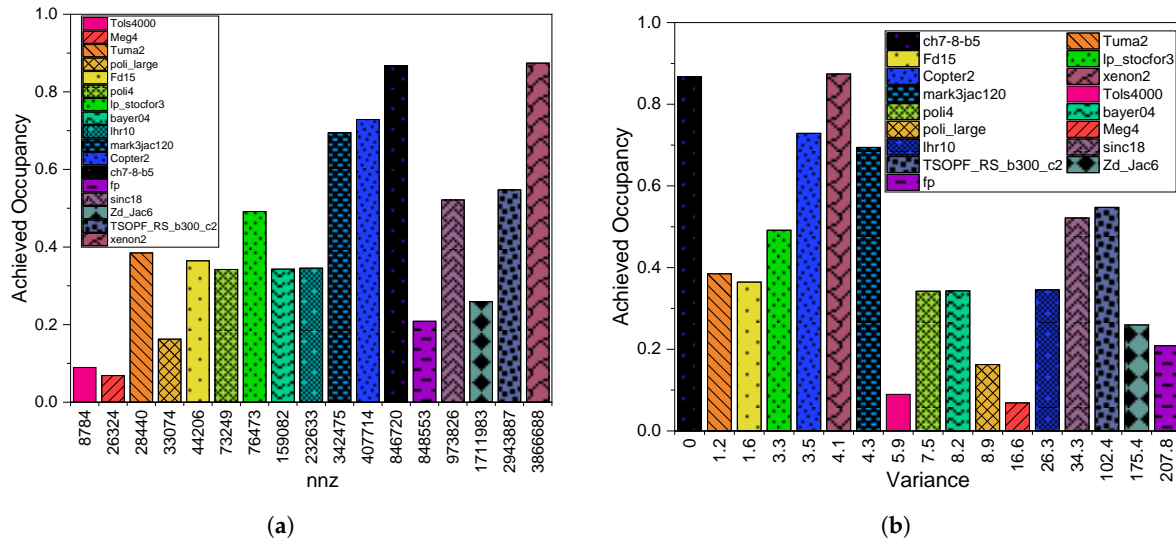 1.0
0.8
0.6
0.4
0.2
0.0
Achieved Occupancy
Tols4000
Meg4
Tuma2
poli_large
Fd15
poli4
lp_stocfor3
bayer04
lhr10
mark3jac120
Copter2
ch7-8-b5
fp
sinc18
Zd_Jac6
TSOPF_RS_b300_c2
xenon2
8784
26324
28440
33074
44206
73249
76473
159082
232633
342475
407714
846720
848553
973826
1711983
2943887
3866688
nnz
(a)
1.0
0.8
0.6
0.4
0.2
0.0
Achieved Occupancy
ch7-8-b5
Fd15
Copter2
mark3jac120
poli4
poli_large
lhr10
TSOPF_RS_b300_c2
fp
Tuma2
lp_stocfor3
xenon2
Tols4000
bayer04
Meg4
sinc18
Zd_Jac6
0
1.2
1.6
3.3
3.5
4.1
4.3
5.9
7.5
8.2
8.9
16.6
26.3
34.3
102.4
175.4
207.8
Variance
(b)